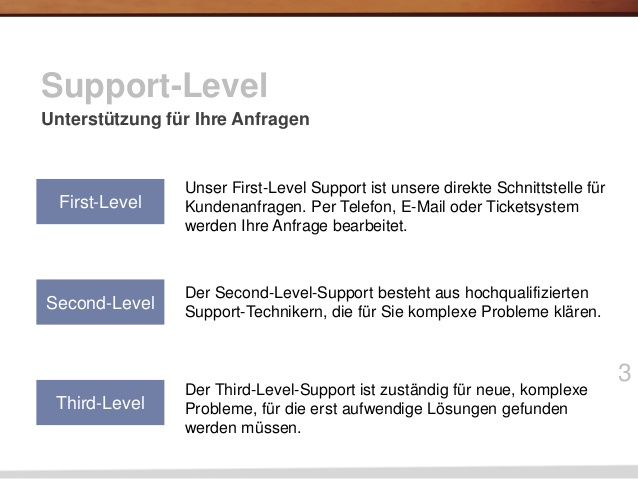 Support-Level
Unterstützung für Ihre Anfragen
First-Level
Unser First-Level Support ist unsere direkte Schnittstelle für
Kundenanfragen. Per Telefon, E-Mail oder Ticketsystem
werden Ihre Anfrage bearbeitet.
Second-Level
Der Second-Level-Support besteht aus hochqualifizierten
Support-Technikern, die für Sie komplexe Probleme klären.
3
Third-Level
Der Third-Level-Support ist zuständig für neue, komplexe
Probleme, für die erst aufwendige Lösungen gefunden
werden müssen.